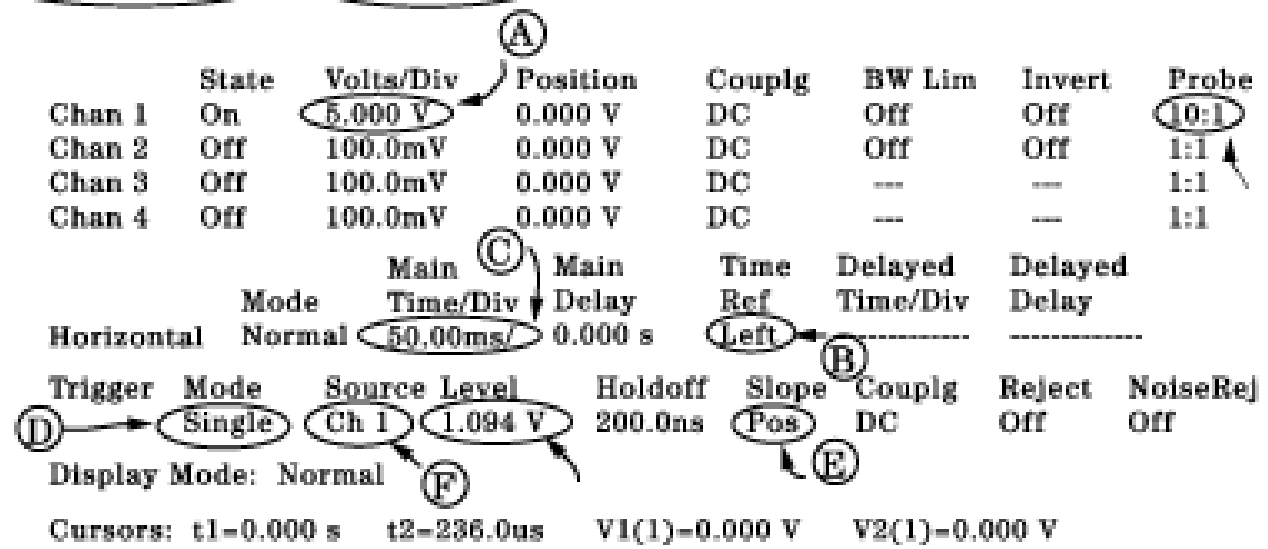 A
State Volts/Div Position Couplg BW Lim Invert Probe
Chan 1 On 5.000 V 0.000 V DC Off Off 10:1
Chan 2 Off 100.0mV 0.000 V DC Off Off 1:1
Chan 3 Off 100.0mV 0.000 V DC --- --- 1:1
Chan 4 Off 100.0mV 0.000 V DC --- --- 1:1
C
Main Main Time Delayed Delayed
Mode Time/Div Delay Ref Time/Div Delay
Horizontal Normal 50.00ms/ 0.000 s Left ----------- -------------
B
Trigger Mode Source Level Holdoff Slope Couplg Reject NoiseRej
D Single Ch 1 1.094 V 200.0ns Pos DC Off Off
Display Mode: Normal F E
Cursors: t1=0.000 s t2=236.0us V1(1)=0.000 V V2(1)=0.000 V